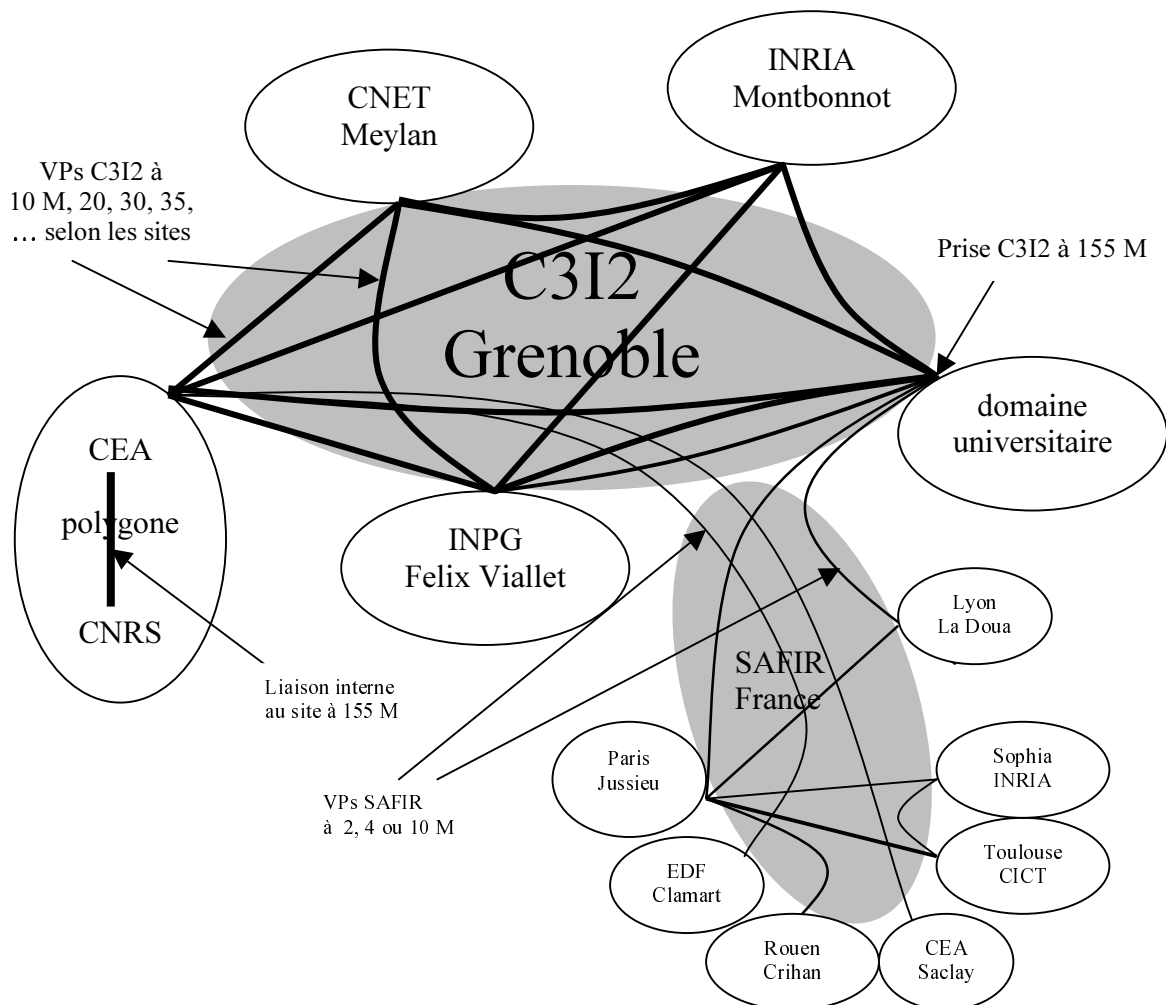 INRIA
Montbonnot
CNET
Meylan
VPs C3I2 à
10 M, 20, 30, 35,
… selon les sites
C3I2
Grenoble
Prise C3I2 à 155 M
domaine
universitaire
CEA
polygone
CNRS
INPG
Felix Viallet
Lyon
La Doua
SAFIR
France
Liaison interne
au site à 155 M
Paris
Jussieu
Sophia
INRIA
VPs SAFIR
à 2, 4 ou 10 M
Toulouse
CICT
EDF
Clamart
Rouen
Crihan
CEA
Saclay